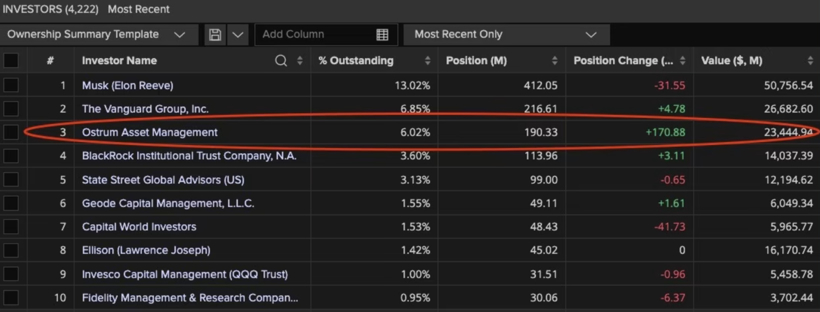 INVESTORS (4,222) Most Recent
Ownership Summary Template Add Column Most Recent Only
# Investor Name % Outstanding Position (M) Position Change (... Value ($, M)
1 Musk (Elon Reeve) 13.02% 412.05 -31.55 50,756.54
2 The Vanguard Group, Inc. 6.85% 216.61 +4.78 26,682.60
3 Ostrum Asset Management 6.02% 190.33 +170.88 23,444.94
4 BlackRock Institutional Trust Company, N.A. 3.60% 113.96 +3.11 14,037.39
5 State Street Global Advisors (US) 3.13% 99.00 -0.65 12,194.62
6 Geode Capital Management, L.L.C. 1.55% 49.11 +1.61 6,049.34
7 Capital World Investors 1.53% 48.43 -41.73 5,965.77
8 Ellison (Lawrence Joseph) 1.42% 45.02 0 16,170.74
9 Invesco Capital Management (QQQ Trust) 1.00% 31.51 -0.96 5,458.78
10 Fidelity Management & Research Compan... 0.95% 30.06 -6.37 3,702.44